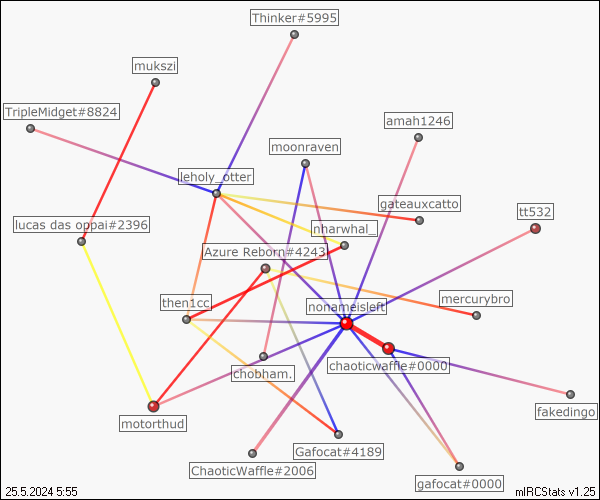 Thinker#5995
mukszi
TripleMidget#8824
amah1246
moonraven
leholy_otter
gateauxcatto
tt532
lucas das oppai#2396
nharwhal_
Azure Reborn#4243
then1cc
nonameisleft
mercurybro
chaoticwaffle#0000
chobham.
fakedingo
motorthud
Gafocat#4189
ChaoticWaffle#2006
gafocat#0000
25.5.2024 5:55
mIRCStats v1.25